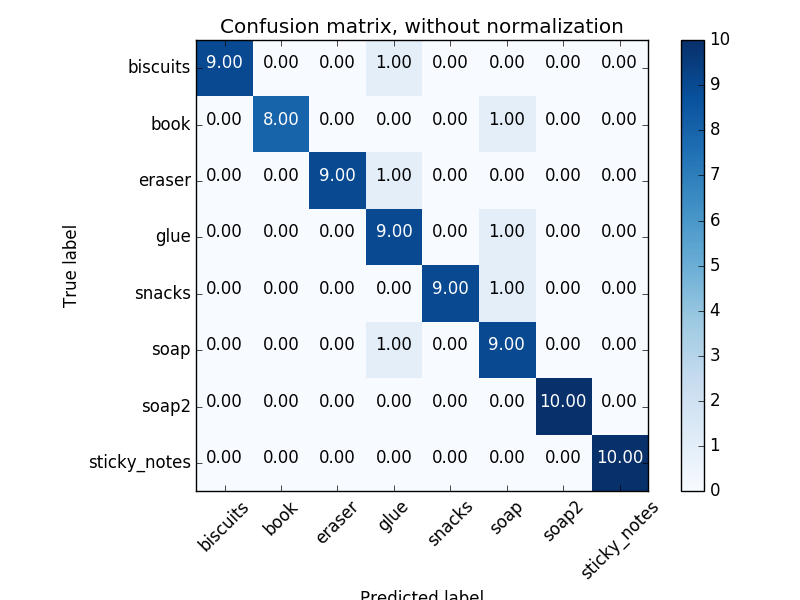 Confusion matrix, without normalization
biscuits 9.00 0.00 0.00 1.00 0.00 0.00 0.00 0.00
book 0.00 8.00 0.00 0.00 0.00 1.00 0.00 0.00
eraser 0.00 0.00 9.00 1.00 0.00 0.00 0.00 0.00
glue 0.00 0.00 0.00 9.00 0.00 1.00 0.00 0.00
snacks 0.00 0.00 0.00 0.00 9.00 1.00 0.00 0.00
soap 0.00 0.00 0.00 1.00 0.00 9.00 0.00 0.00
soap2 0.00 0.00 0.00 0.00 0.00 0.00 10.00 0.00
sticky_notes 0.00 0.00 0.00 0.00 0.00 0.00 0.00 10.00
True label
biscuits book eraser glue snacks soap soap2 sticky_notes
Predicted label
10
9
8
7
6
5
4
3
2
1
0